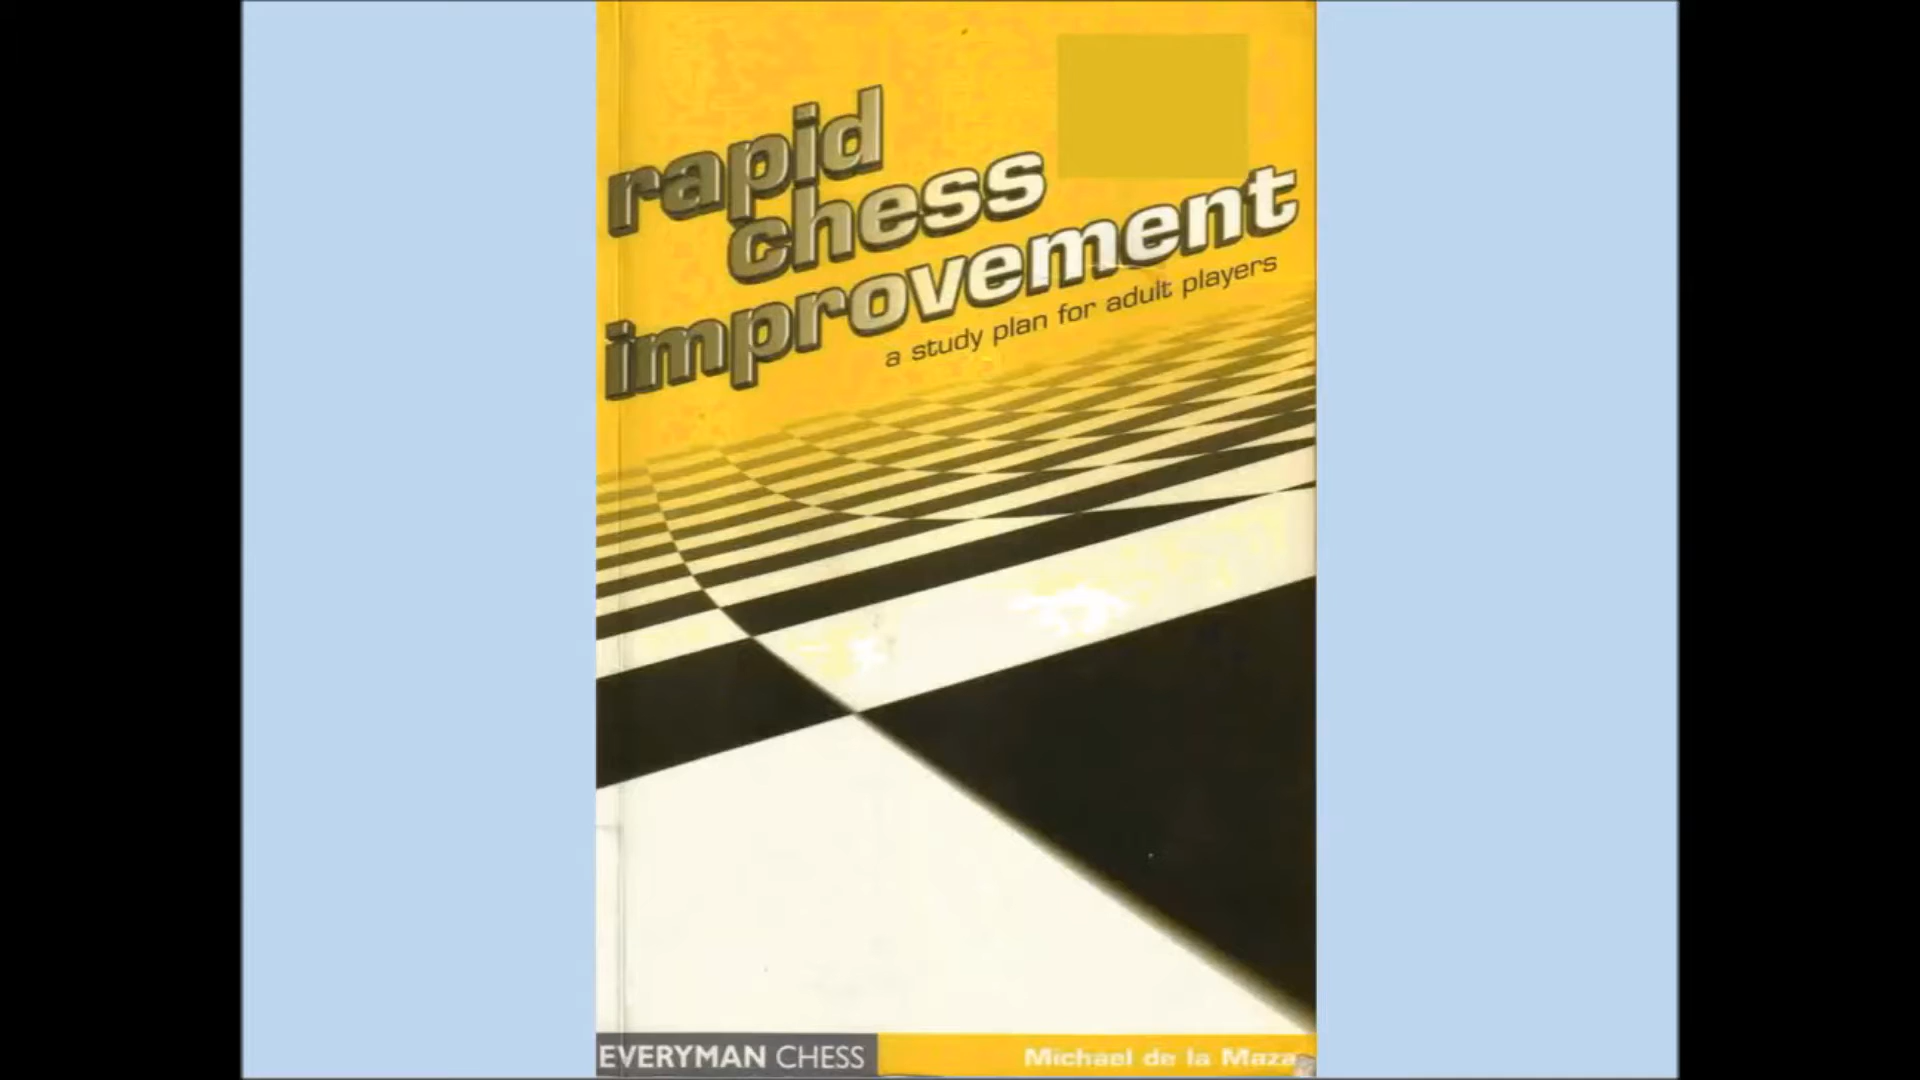 rapid
chess
improvement
a study plan for adult players
EVERYMAN CHESS
Michael de la Maza